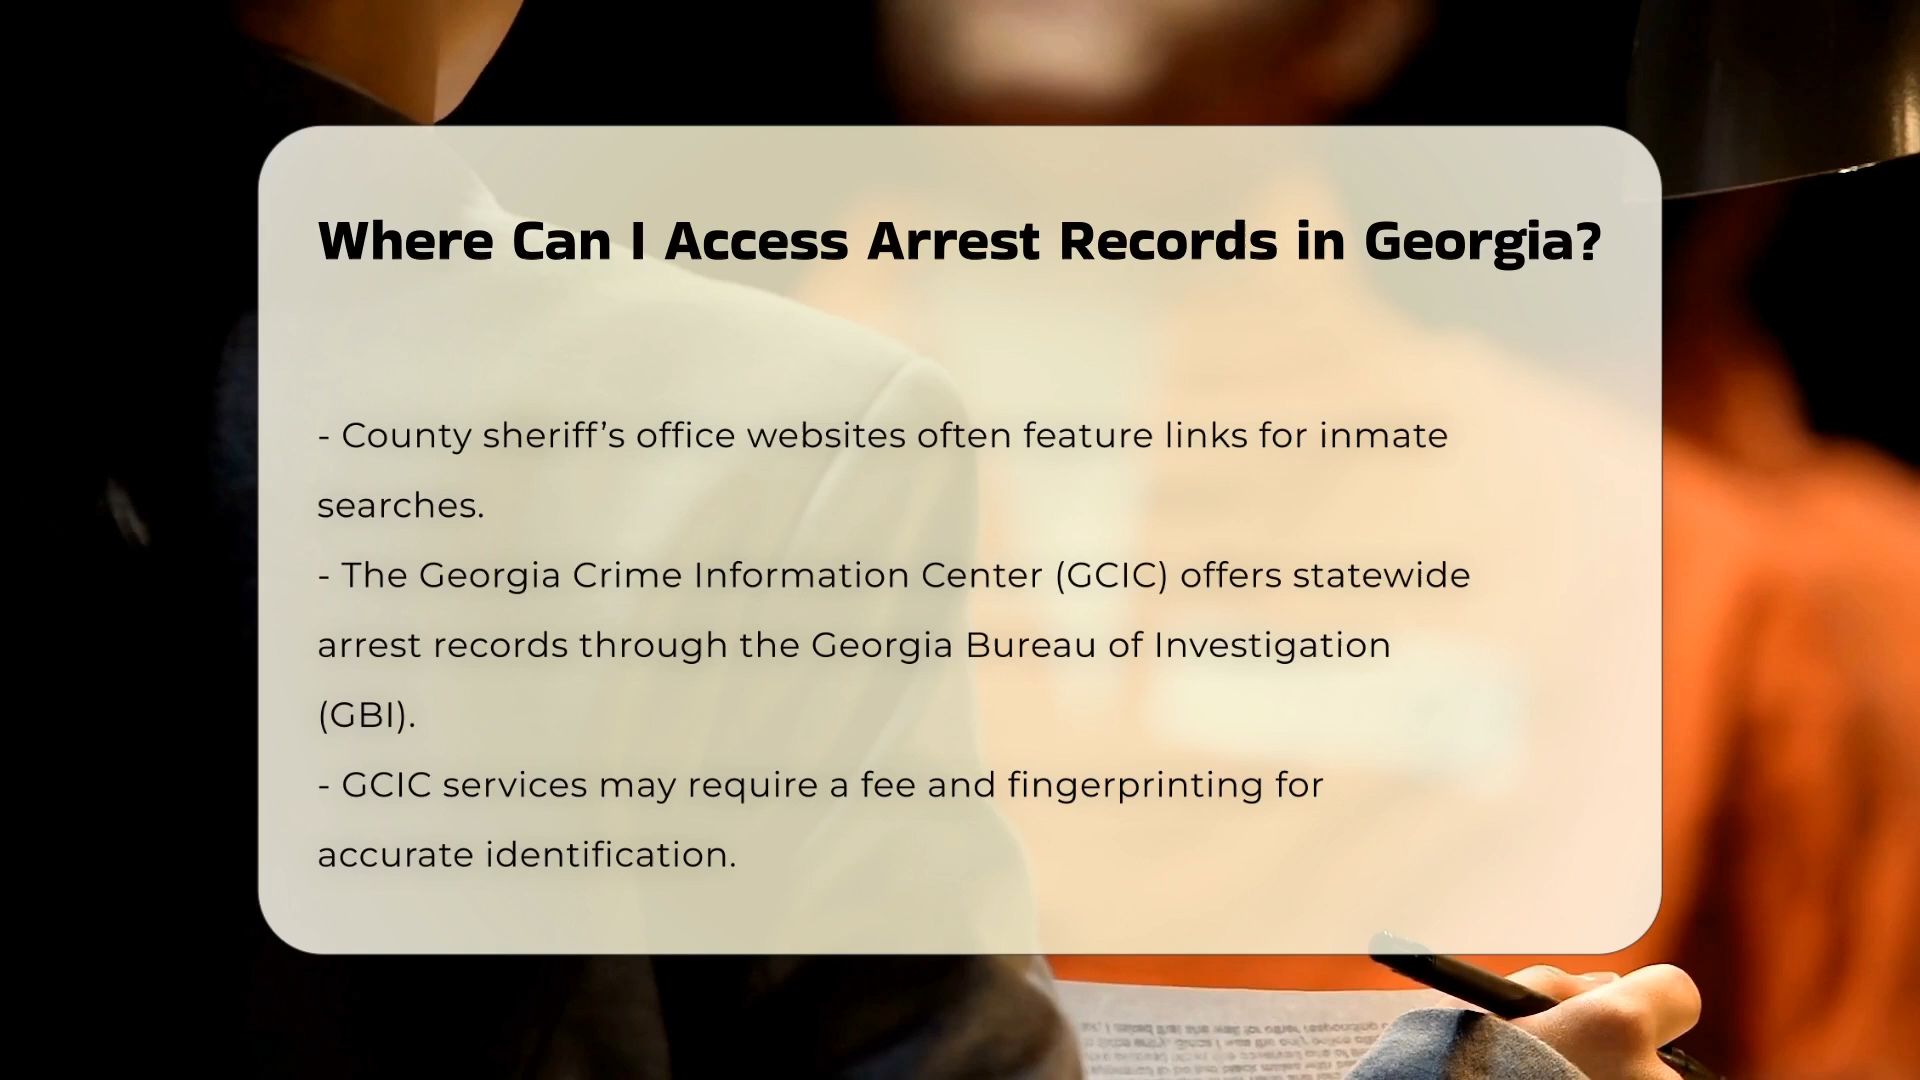 Where Can I Access Arrest Records in Georgia?
- County sheriff’s office websites often feature links for inmate
searches.
- The Georgia Crime Information Center (GCIC) offers statewide
arrest records through the Georgia Bureau of Investigation
(GBI).
- GCIC services may require a fee and fingerprinting for
accurate identification.